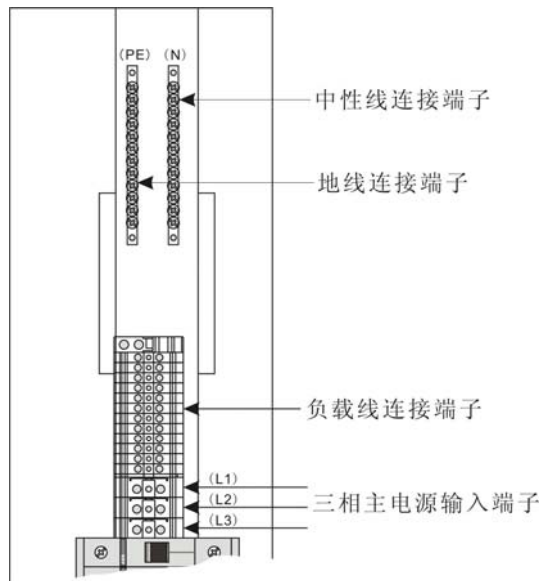 (PE) (N)
中性线连接端子
地线连接端子
负载线连接端子
(L1)
(L2)
三相主电源输入端子
(L3)